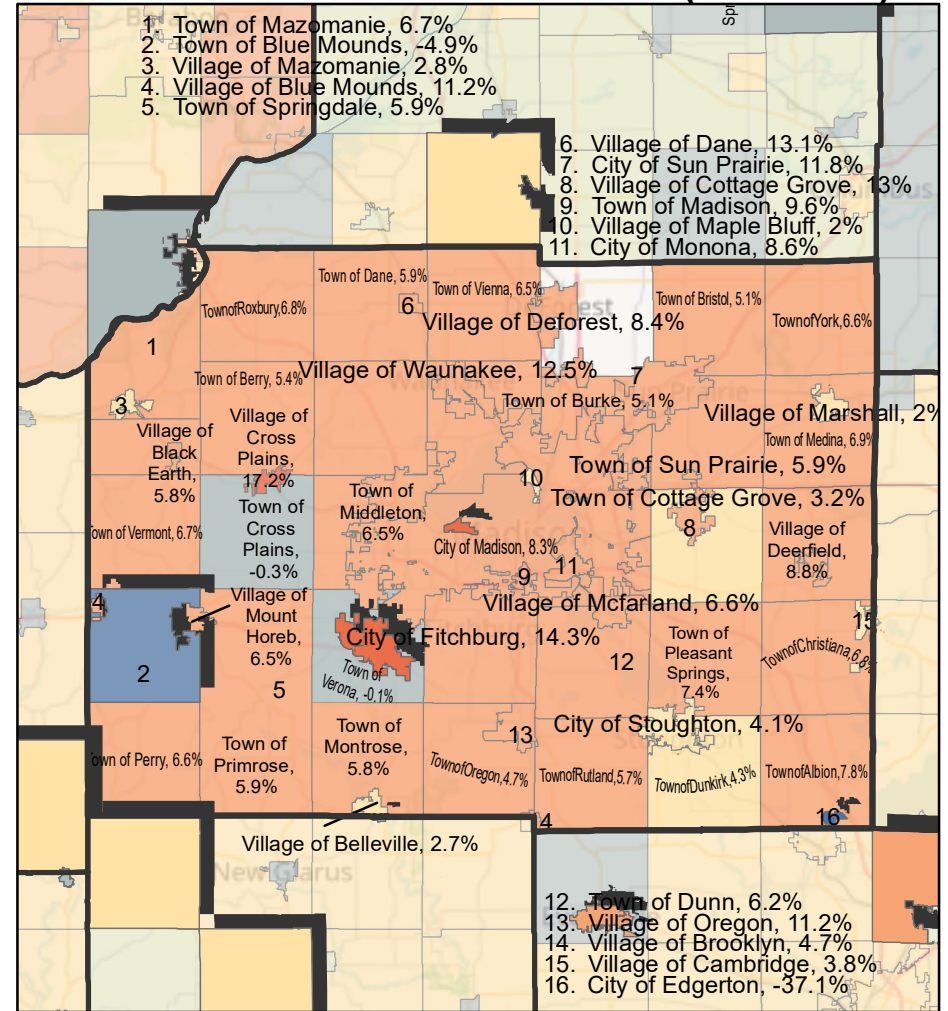 1. Town of Mazomanie, 6.7%
2. Town of Blue Mounds, -4.9%
3. Village of Mazomanie, 2.8%
4. Village of Blue Mounds, 11.2%
5. Town of Springdale, 5.9%
6. Village of Dane, 13.1%
7. City of Sun Prairie, 11.8%
8. Village of Cottage Grove, 13%
9. Town of Madison, 9.6%
10. Village of Maple Bluff, 2%
11. City of Monona, 8.6%
Town of Dane, 5.9%
Town of Vienna, 6.5%
Town of Bristol, 5.1%
TownofRoxbury,6.8%
6
Village of Deforest, 8.4%
TownofYork,6.6%
1
Village of Waunakee, 12.5%
7
Town of Berry, 5.4%
Town of Burke, 5.1%
3
Village of Marshall, 2%
Village of
Black
Earth,
5.8%
Village of
Cross
Plains,
17.2%
Town of Medina, 6.9%
Town of Sun Prairie, 5.9%
10
Town of
Middleton,
6.5%
Town of Cottage Grove, 3.2%
Town of Vermont, 6.7%
Town of
Cross
Plains,
-0.3%
Madison
City of Madison, 8.3%
8
Village of
Deerfield,
8.8%
9
11
4
Village of
Mount
Horeb,
6.5%
Village of Mcfarland, 6.6%
15
City of Fitchburg, 14.3%
2
5
Town of
Verona, -0.1%
12
Town of
Pleasant
Springs,
7.4%
TownofChristiana,6.8%
13
City of Stoughton, 4.1%
own of Perry, 6.6%
Town of
Primrose,
5.9%
Town of
Montrose,
5.8%
TownofOregon,4.7%
TownofRutland,5.7%
TownofDunkirk,4.3%
TownofAlbion,7.8%
16
4
Village of Belleville, 2.7%
New Glarus
12. Town of Dunn, 6.2%
13. Village of Oregon, 11.2%
14. Village of Brooklyn, 4.7%
15. Village of Cambridge, 3.8%
16. City of Edgerton, -37.1%